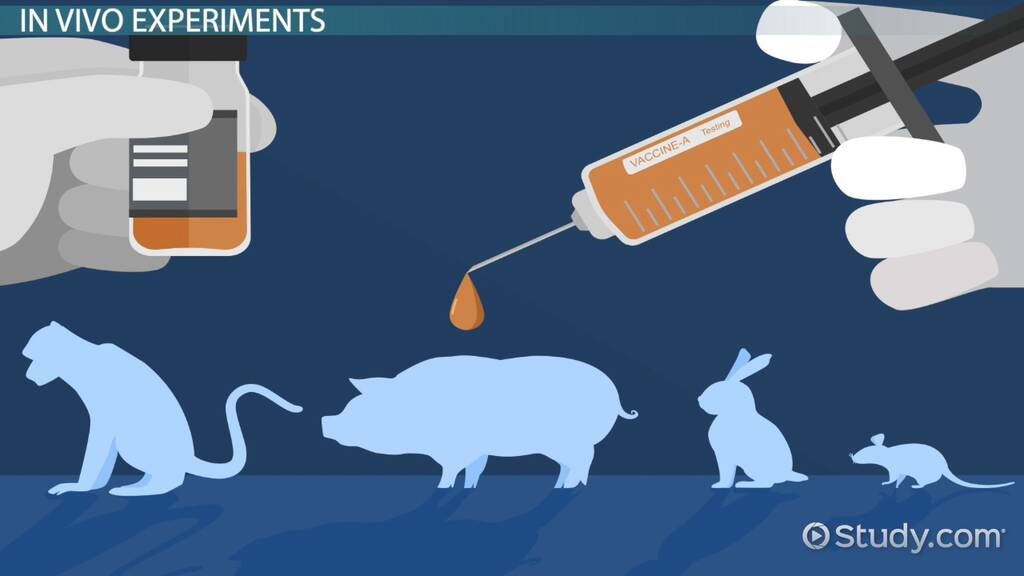 IN VIVO EXPERIMENTS
VACCINE-A Testing
Study.com